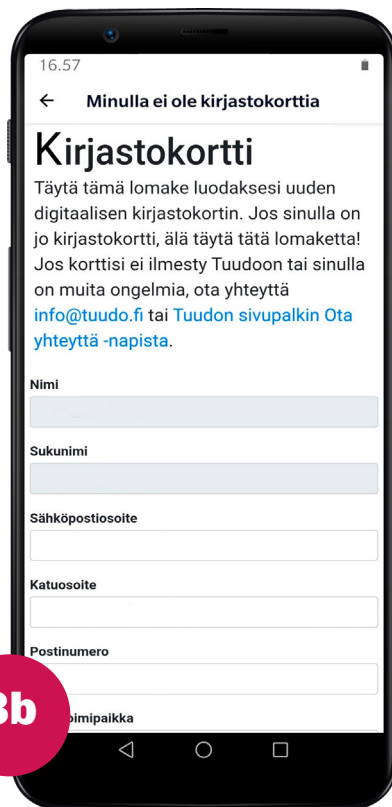 16.57
Minulla ei ole kirjastokorttia
Kirjastokortti
Täytä tämä lomake luodaksesi uuden
digitaalisen kirjastokortin. Jos sinulla on
jo kirjastokortti, älä täytä tätä lomaketta!
Jos korttisi ei ilmesty Tuudoon tai sinulla
on muita ongelmia, ota yhteyttä
info@tuudo.fi tai Tuudon sivupalkin Ota
yhteyttä -napista.
Nimi
Sukunimi
Sähköpostiosoite
Katuosoite
Postinumero
3b